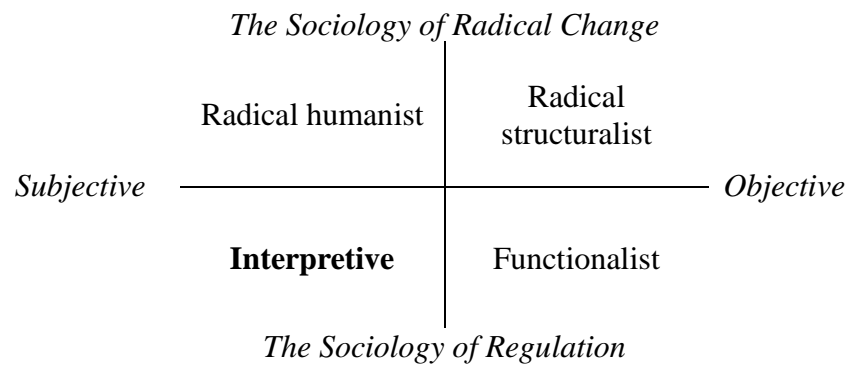 The Sociology of Radical Change
Radical humanist
Radical
structuralist
Subjective
Objective
Interpretive
Functionalist
The Sociology of Regulation